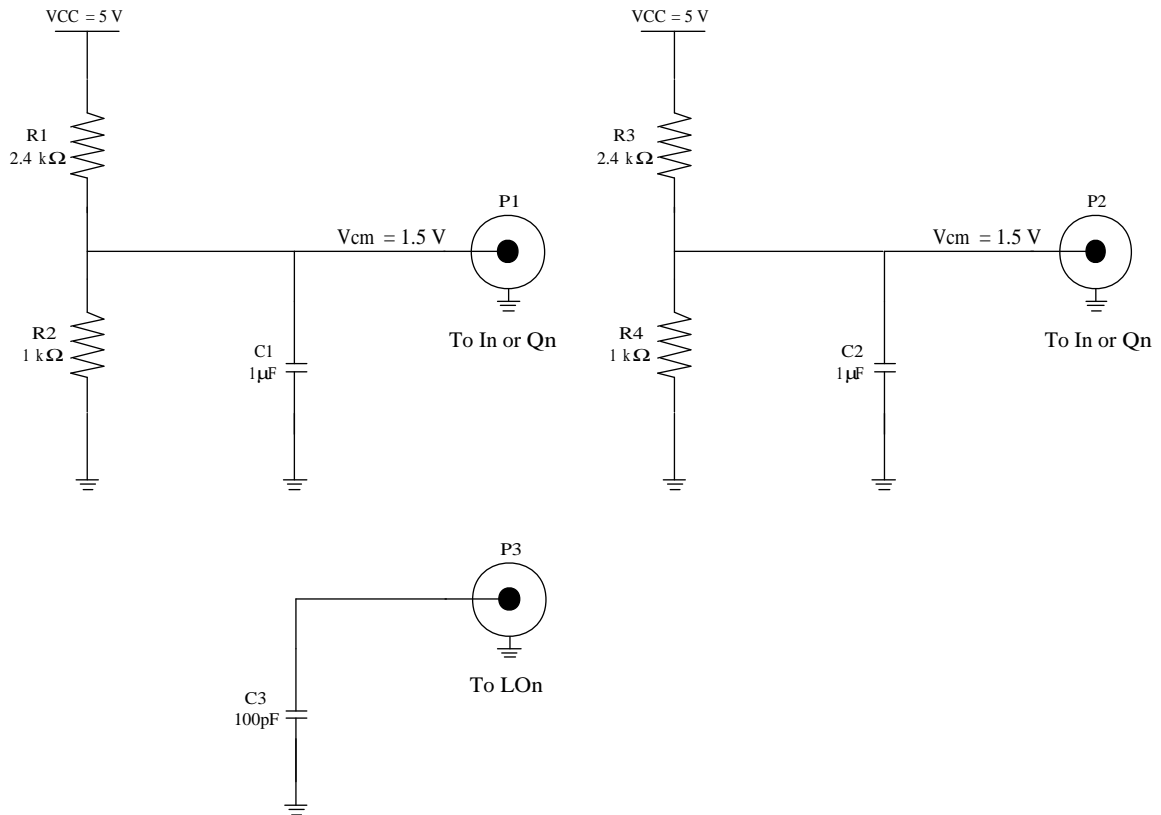 VCC = 5 V
R1
2.4 kΩ
P1
Vcm = 1.5 V
R2
1 kΩ
C1
1µF
To In or Qn
VCC = 5 V
R3
2.4 kΩ
P2
Vcm = 1.5 V
R4
1 kΩ
C2
1µF
To In or Qn
P3
To LOn
C3
100pF